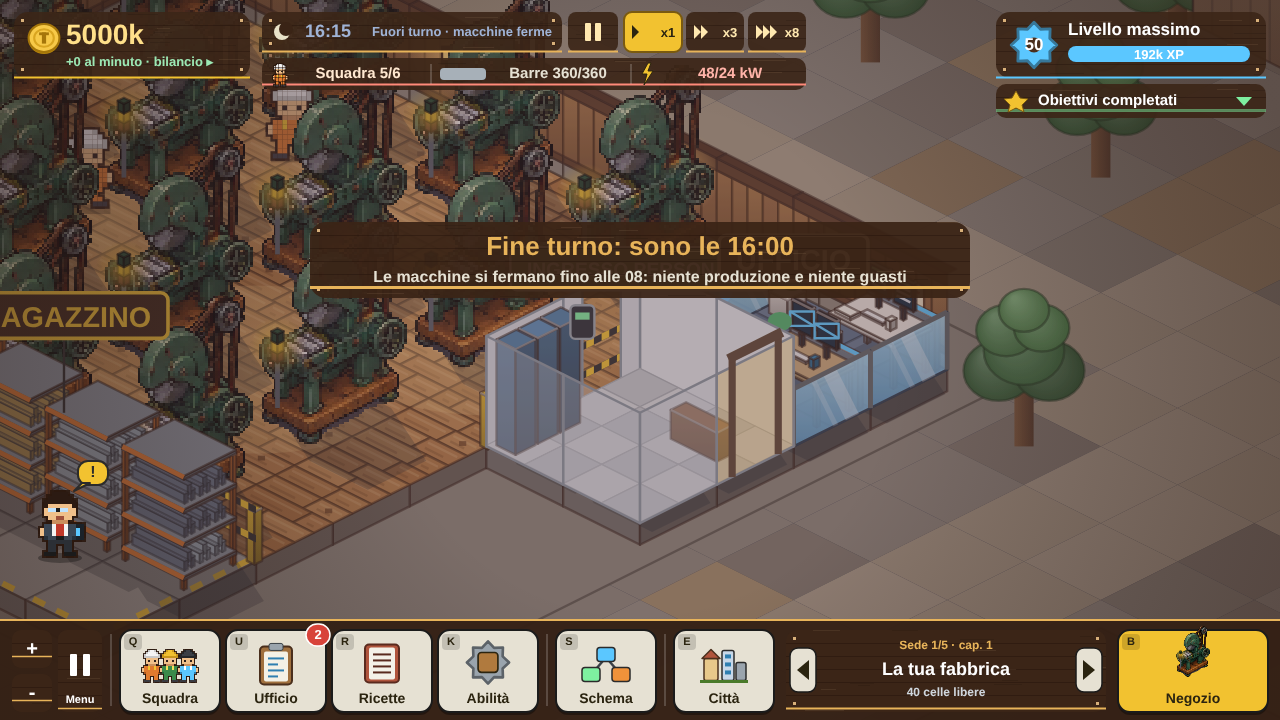 5000k
+0 al minuto · bilancio ▸
16:15
Fuori turno · macchine ferme
x1
x3
x8
Squadra 5/6
Barre 360/360
48/24 kW
50
Livello massimo
192k XP
Obiettivi completati
Fine turno: sono le 16:00
Le macchine si fermano fino alle 08: niente produzione e niente guasti
AGAZZINO
!
+
-
Menu
Q
Squadra
U
2
Ufficio
R
Ricette
K
Abilità
S
Schema
E
Città
Sede 1/5 · cap. 1
La tua fabbrica
40 celle libere
B
Negozio